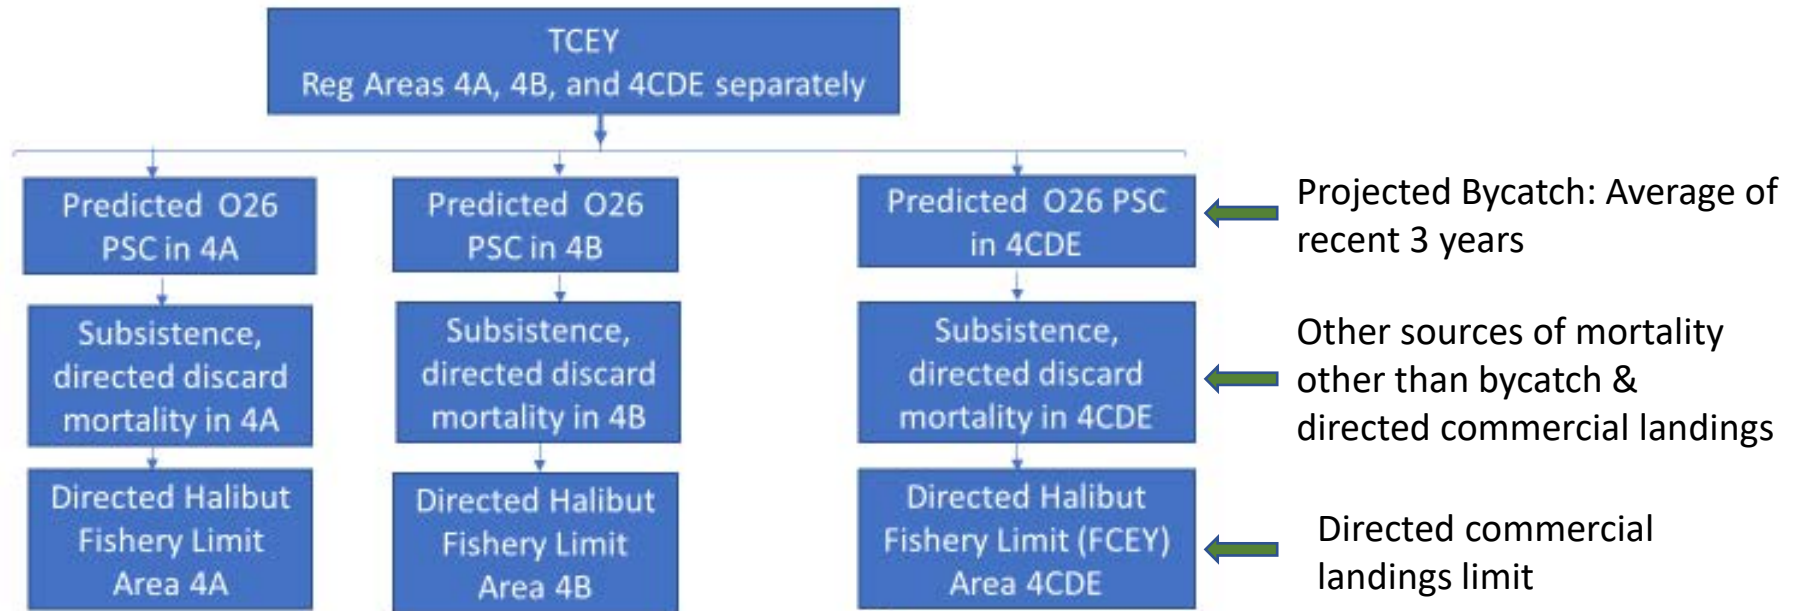 TCEY
Reg Areas 4A, 4B, and 4CDE separately
Predicted O26
PSC in 4A
Predicted O26
PSC in 4B
Predicted O26 PSC
in 4CDE
Projected Bycatch: Average of
recent 3 years
Subsistence,
directed discard
mortality in 4A
Subsistence,
directed discard
mortality in 4B
Subsistence,
directed discard
mortality in 4CDE
Other sources of mortality
other than bycatch &
directed commercial landings
Directed Halibut
Fishery Limit
Area 4A
Directed Halibut
Fishery Limit
Area 4B
Directed Halibut
Fishery Limit (FCEY)
Area 4CDE
Directed commercial
landings limit